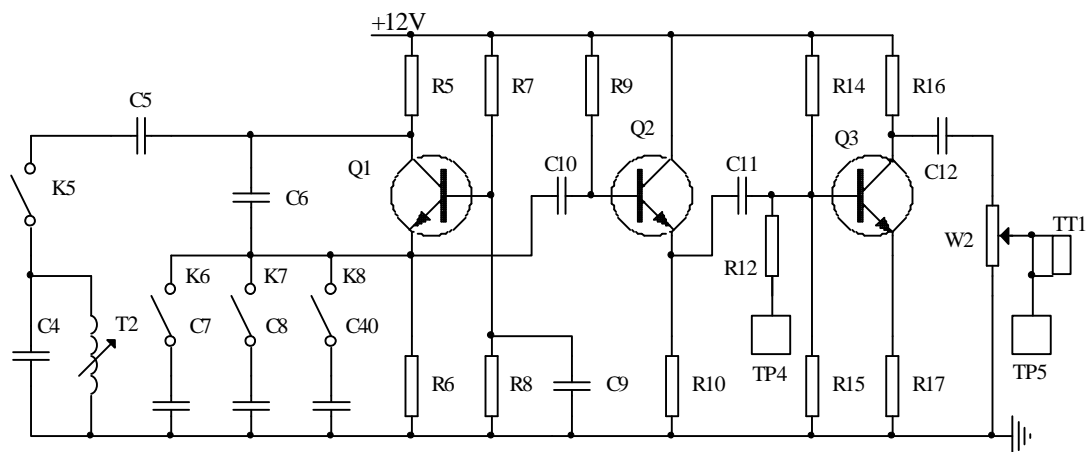 +12V
R5 R7 R9 R14 R16
C5
Q1 Q2 Q3
K5 C6 C10 C11 C12
W2 TT1
K6 K7 K8 R12
C4 T2 C7 C8 C40
R6 R8 C9 R10 TP4 R15 R17 TP5